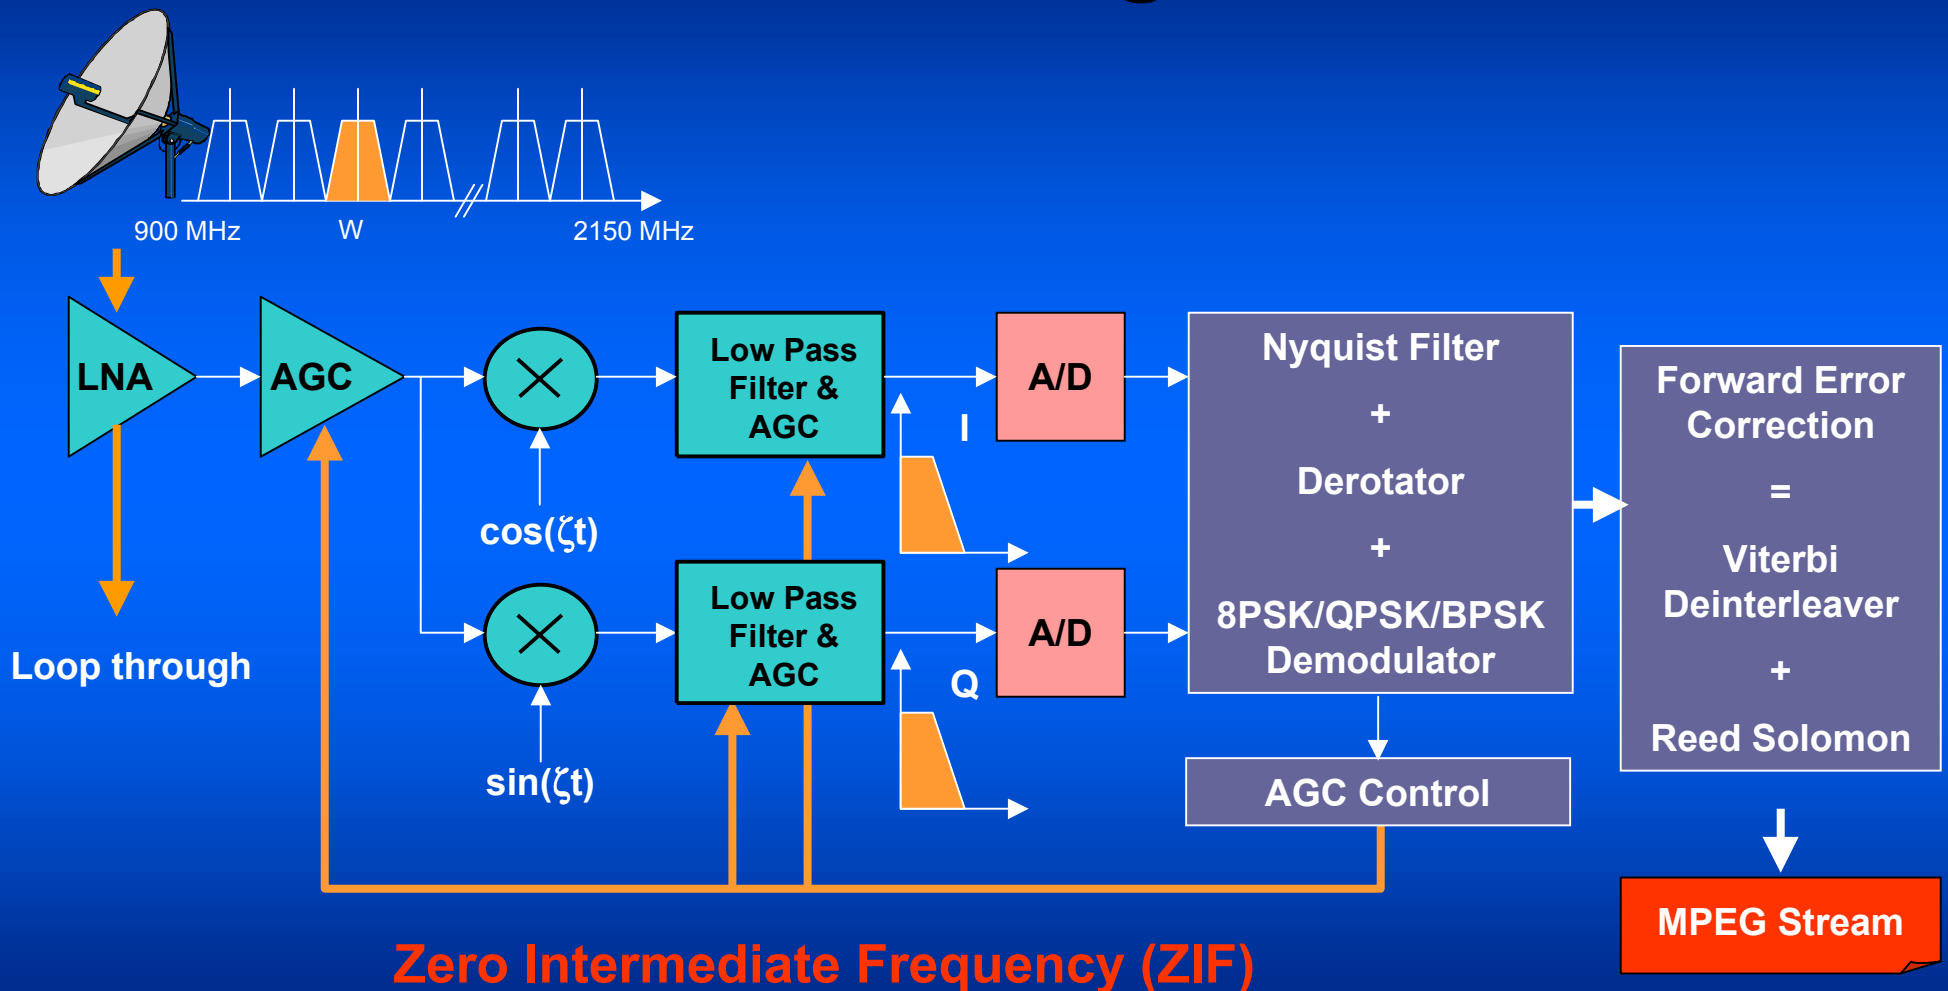 900 MHz
W
2150 MHz
LNA
AGC
Low Pass
Filter &
AGC
I
A/D
cos(ζt)
Low Pass
Filter &
AGC
Q
A/D
sin(ζt)
Loop through
Nyquist Filter
+
Derotator
+
8PSK/QPSK/BPSK
Demodulator
AGC Control
Forward Error
Correction
=
Viterbi
Deinterleaver
+
Reed Solomon
MPEG Stream
Zero Intermediate Frequency (ZIF)